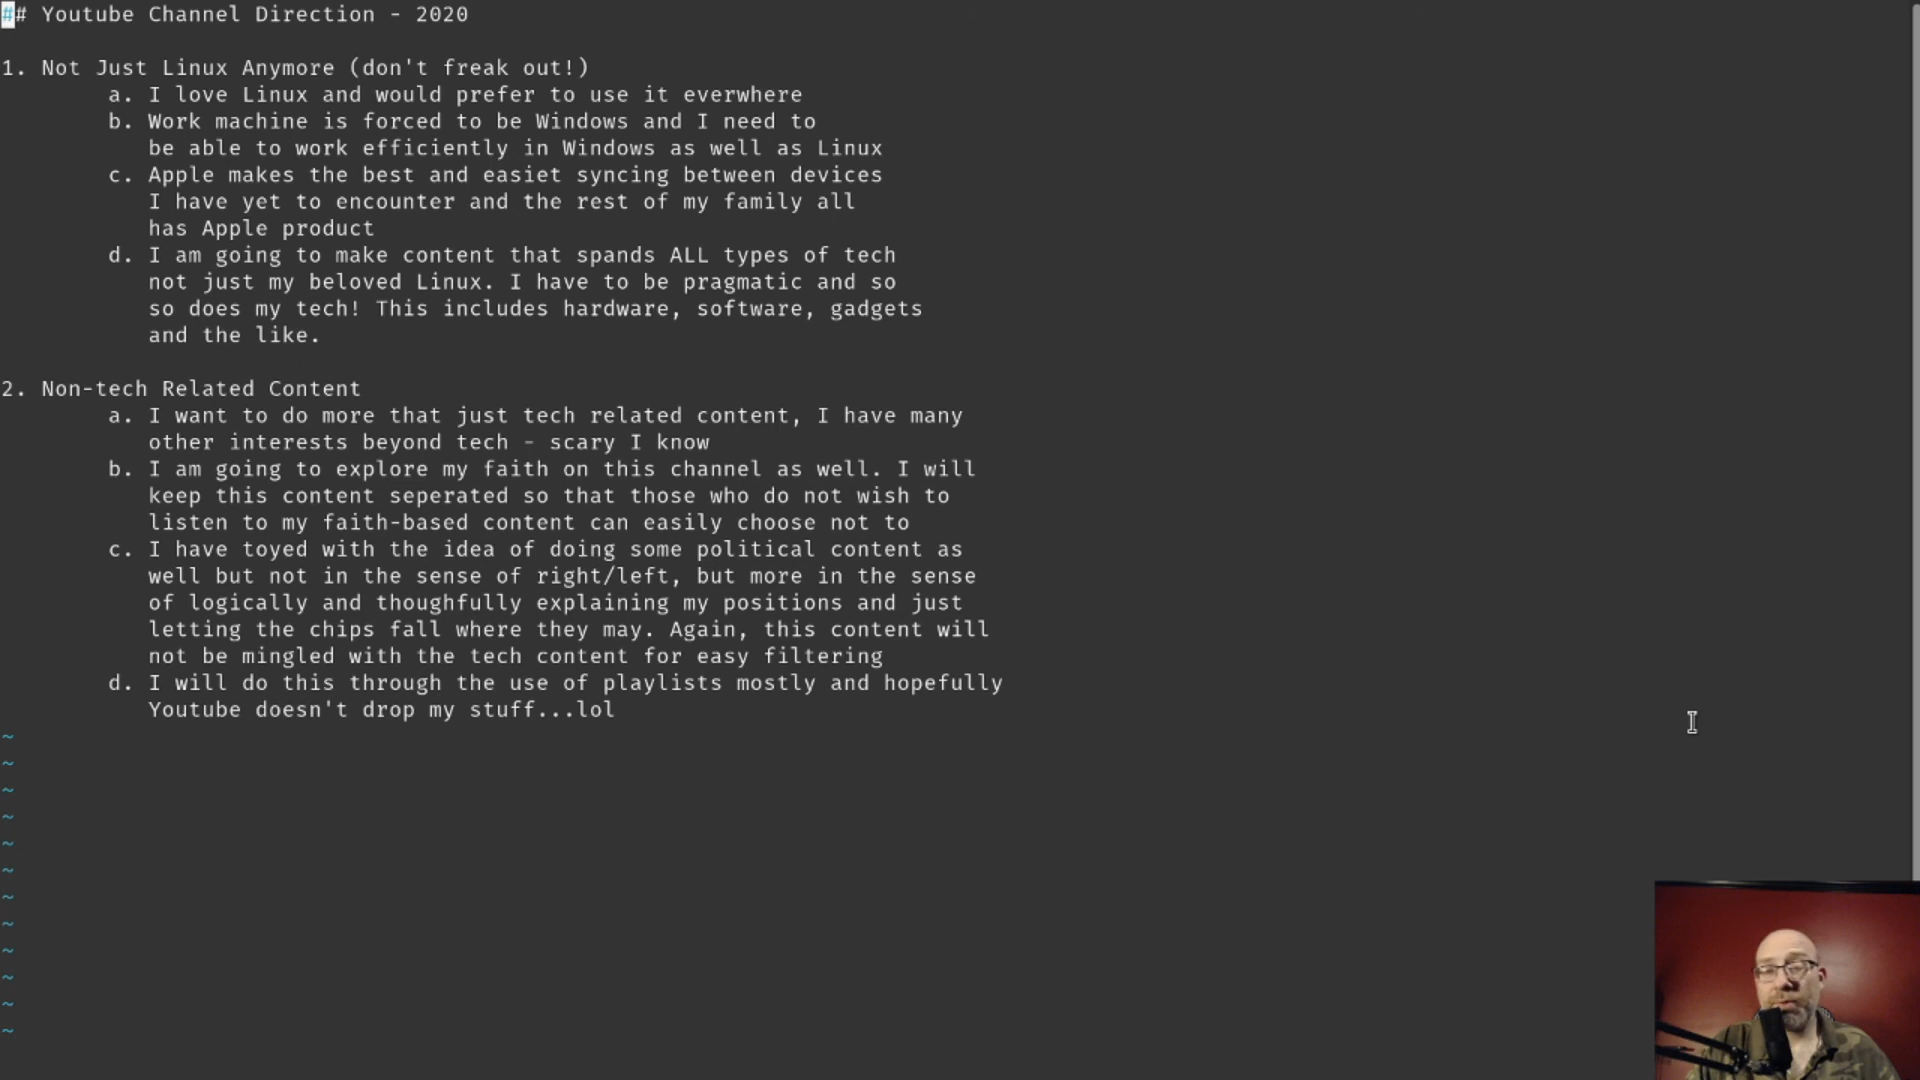 ## Youtube Channel Direction - 2020
1. Not Just Linux Anymore (don't freak out!)
a. I love Linux and would prefer to use it everwhere
b. Work machine is forced to be Windows and I need to
be able to work efficiently in Windows as well as Linux
c. Apple makes the best and easiet syncing between devices
I have yet to encounter and the rest of my family all
has Apple product
d. I am going to make content that spands ALL types of tech
not just my beloved Linux. I have to be pragmatic and so
so does my tech! This includes hardware, software, gadgets
and the like.
2. Non-tech Related Content
a. I want to do more that just tech related content, I have many
other interests beyond tech - scary I know
b. I am going to explore my faith on this channel as well. I will
keep this content seperated so that those who do not wish to
listen to my faith-based content can easily choose not to
c. I have toyed with the idea of doing some political content as
well but not in the sense of right/left, but more in the sense
of logically and thoughfully explaining my positions and just
letting the chips fall where they may. Again, this content will
not be mingled with the tech content for easy filtering
d. I will do this through the use of playlists mostly and hopefully
Youtube doesn't drop my stuff...lol
~
~
~
~
~
~
~
~
~
~
~
~